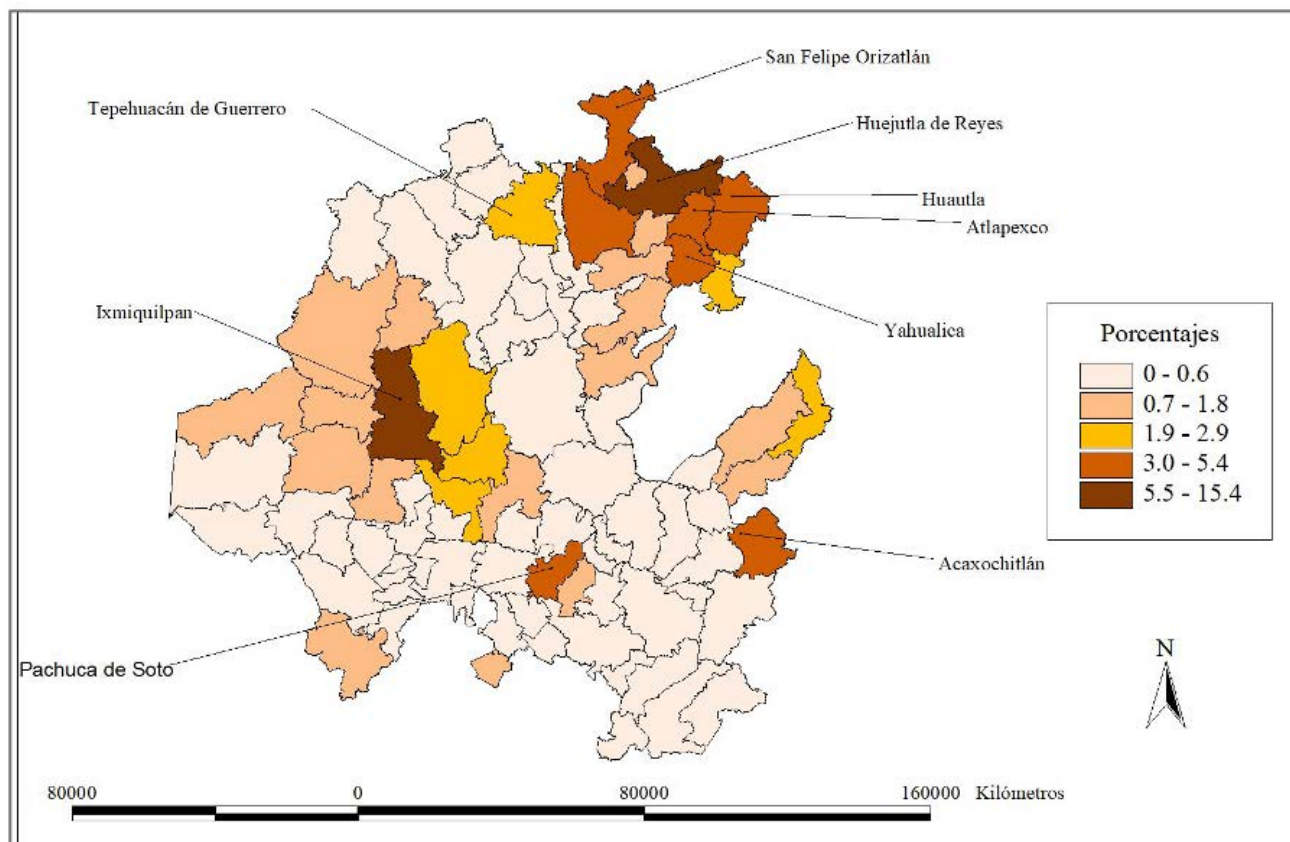 San Felipe Orizatlán
Tepehuacán de Guerrero
Huejutla de Reyes
Huautla
Atlapexco
Ixmiquilpan
Yahualica
Porcentajes
0 - 0.6
0.7 - 1.8
1.9 - 2.9
3.0 - 5.4
5.5 - 15.4
Acaxochitlán
Pachuca de Soto
N
80000 0 80000 160000 Kilómetros